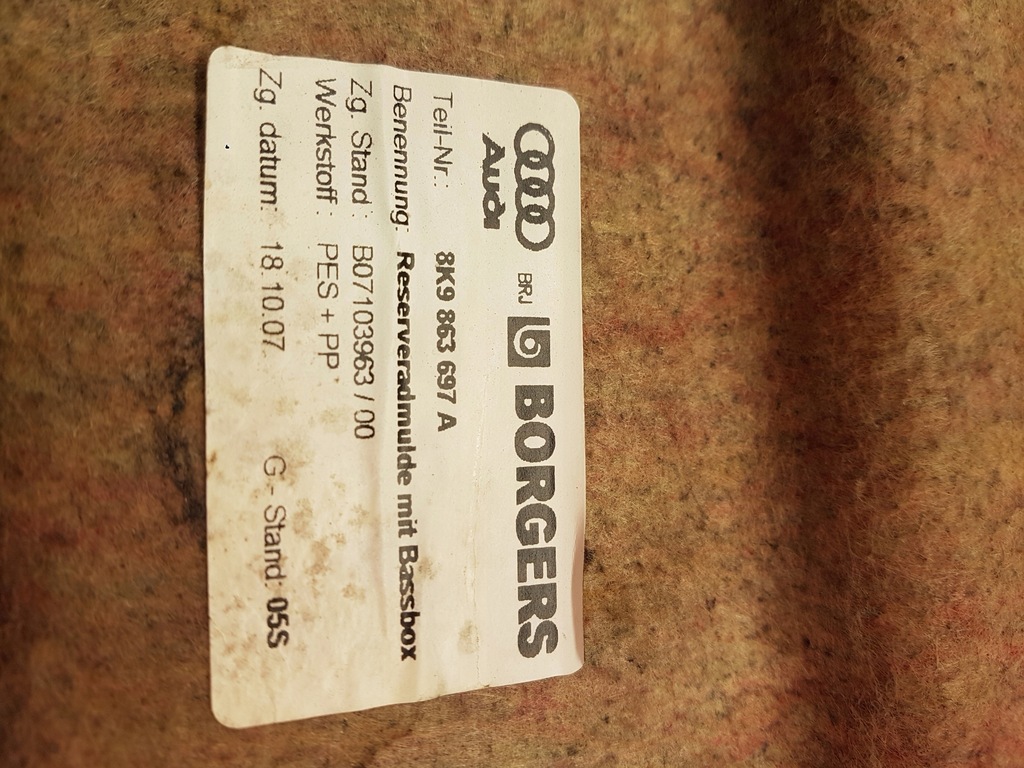 Audi BRJ BORGERS
Teil-Nr.: 8K9 863 697 A
Benennung: Reserveradmulde mit Bassbox
Zg. Stand : B07103963 / 00
Werkstoff : PES + PP
Zg. datum: 18.10.07. G - Stand: 05S